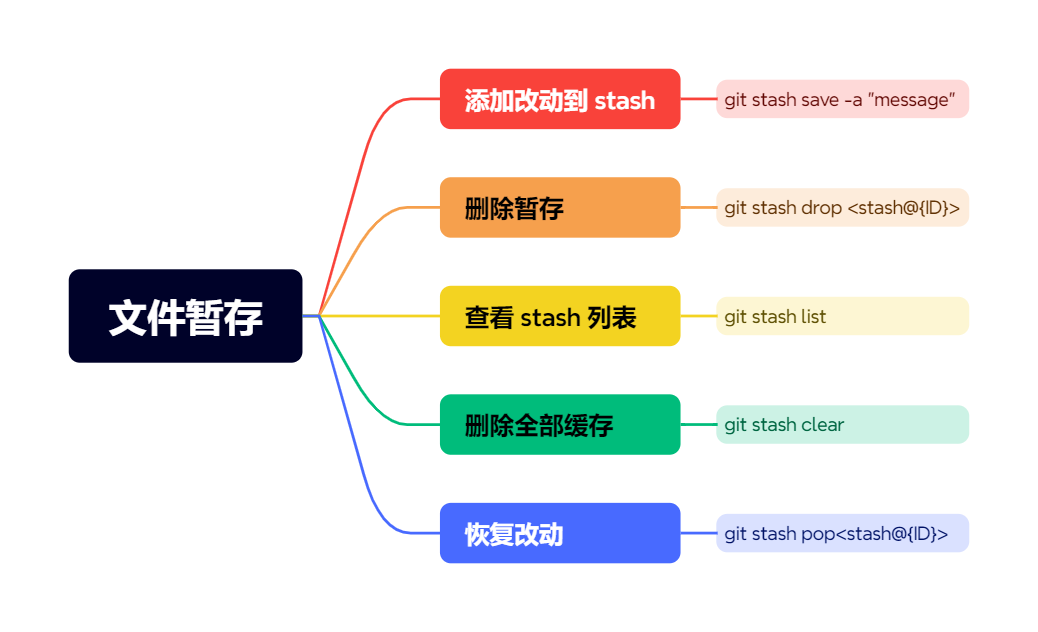 文件暂存
添加改动到 stash
git stash save -a "message"
删除暂存
git stash drop <stash@{ID}>
查看 stash 列表
git stash list
删除全部缓存
git stash clear
恢复改动
git stash pop<stash@{ID}>